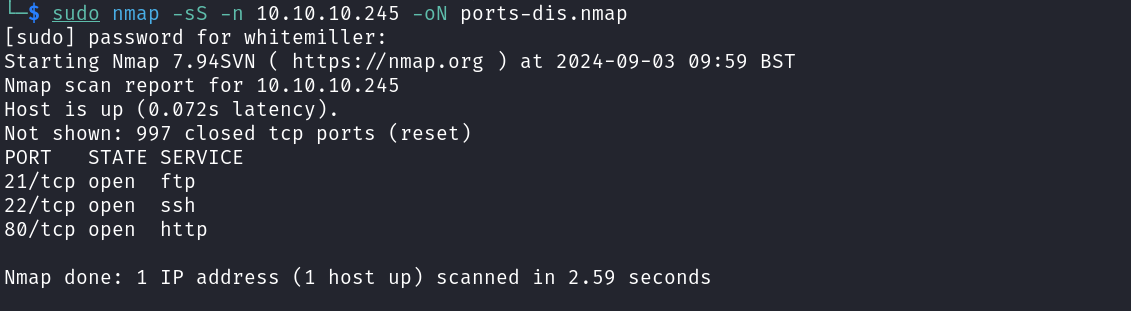 └─$ sudo nmap -sS -n 10.10.10.245 -oN ports-dis.nmap
[sudo] password for whitemiller:
Starting Nmap 7.94SVN ( https://nmap.org ) at 2024-09-03 09:59 BST
Nmap scan report for 10.10.10.245
Host is up (0.072s latency).
Not shown: 997 closed tcp ports (reset)
PORT   STATE SERVICE
21/tcp open  ftp
22/tcp open  ssh
80/tcp open  http

Nmap done: 1 IP address (1 host up) scanned in 2.59 seconds